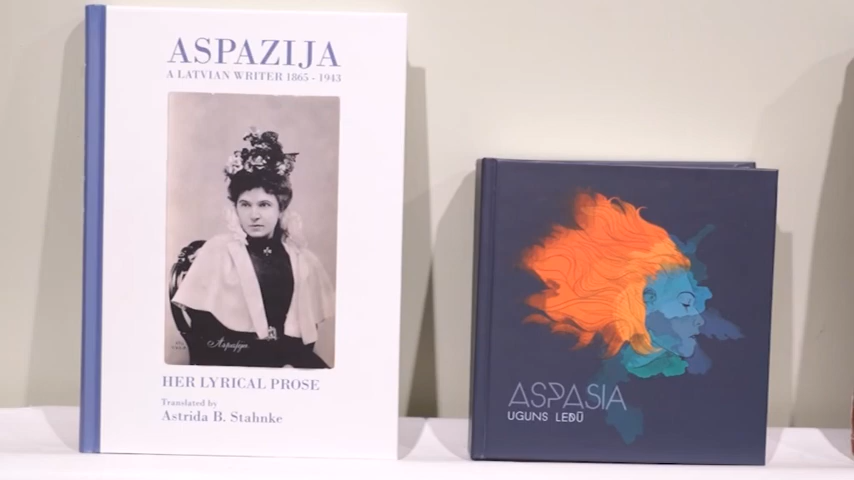 ASPAZIJA
A LATVIAN WRITER 1865 - 1943
Aspazija
HER LYRICAL PROSE
Translated by
Astrida B. Stahnke
ASPASIA
UGUNS LEDŪ